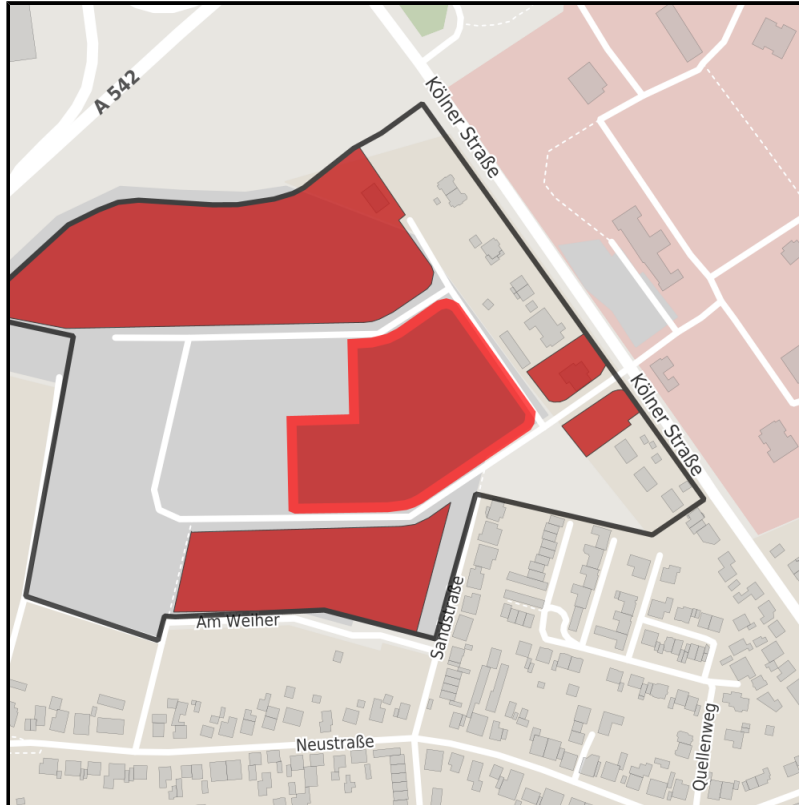 A 542
Kölner Straße
Kölner Straße
Sandstraße
Am Weiher
Quellenweg
Neustraße